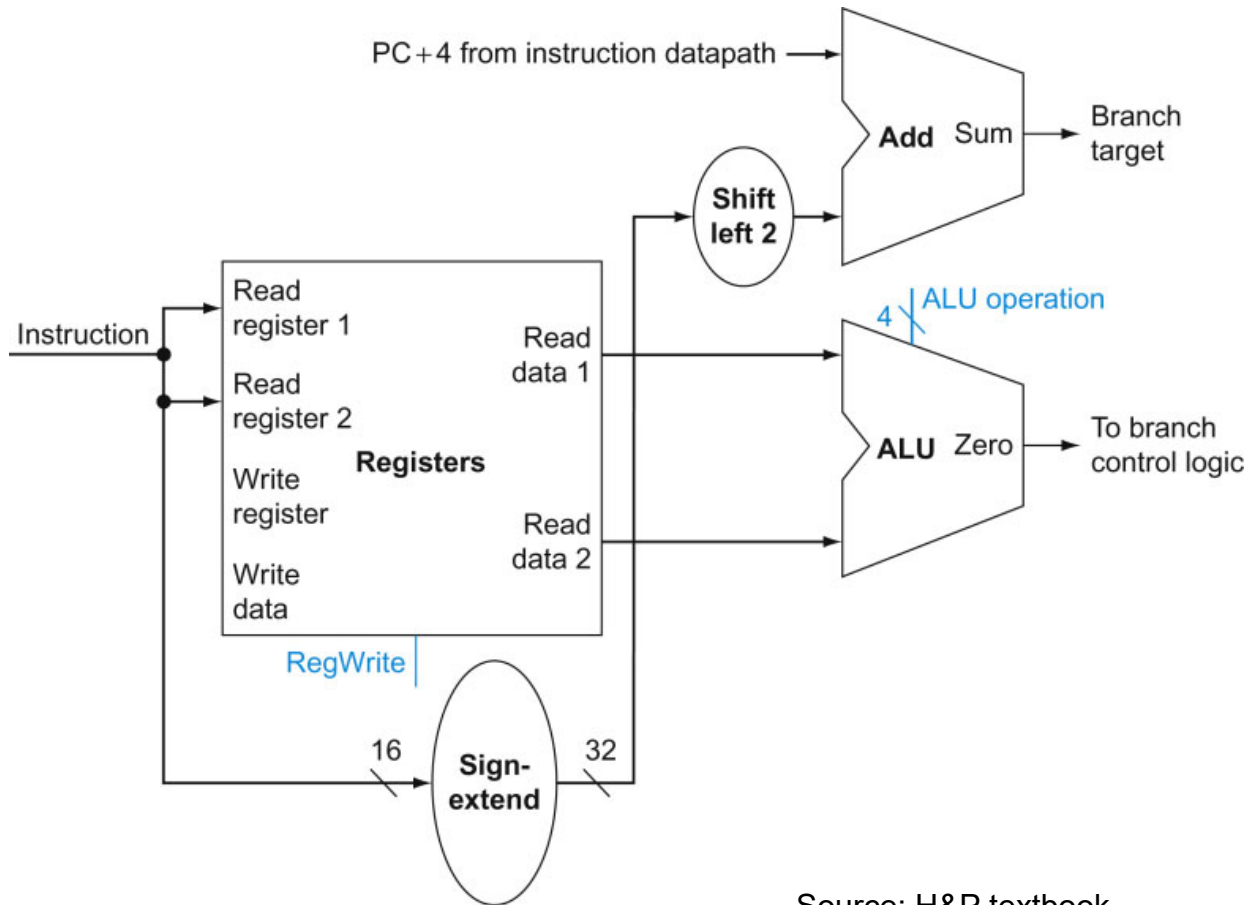 PC+4 from instruction datapath
Add Sum
Branch
target
Shift
left 2
Read
register 1
Instruction
Read
data 1
ALU operation
4
Read
register 2
Registers
ALU Zero
To branch
control logic
Write
register
Read
data 2
Write
data
RegWrite
16
Sign-
extend
32
Source: H&P textbook